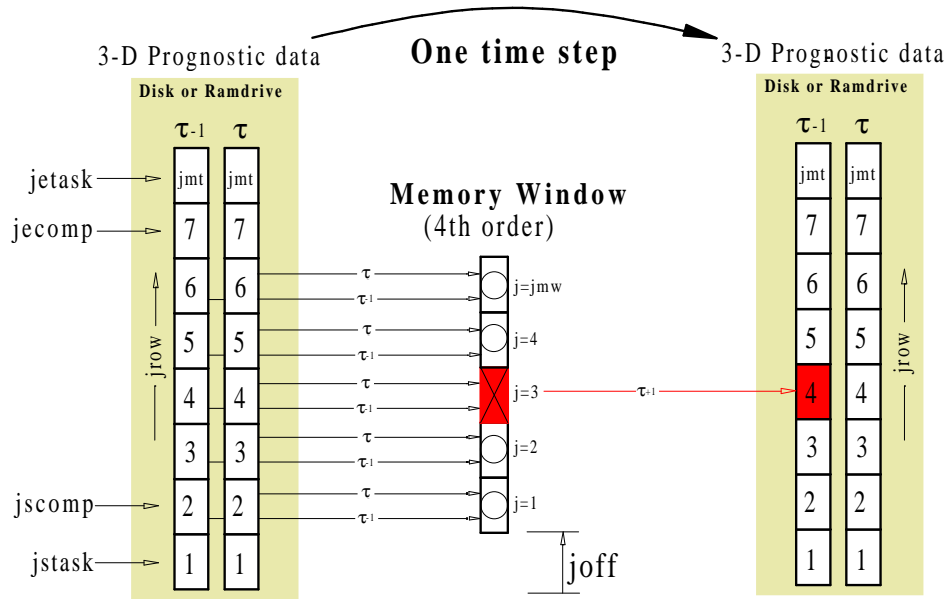 3-D Prognostic data
One time step
3-D Prognostic data
Disk or Ramdrive
Disk or Ramdrive
τ-1 τ
τ-1 τ
jetask
jmt jmt
jmt jmt
Memory Window
(4th order)
jecomp
7 7
7 7
6 6
τ
τ-1
j=jmw
6 6
5 5
τ
τ-1
j=4
5 5
jrow
4 4
τ
τ-1
j=3
τ+1
4 4
jrow
3 3
τ
τ-1
j=2
3 3
jscomp
2 2
τ
τ-1
j=1
2 2
jstask
1 1
joff
1 1